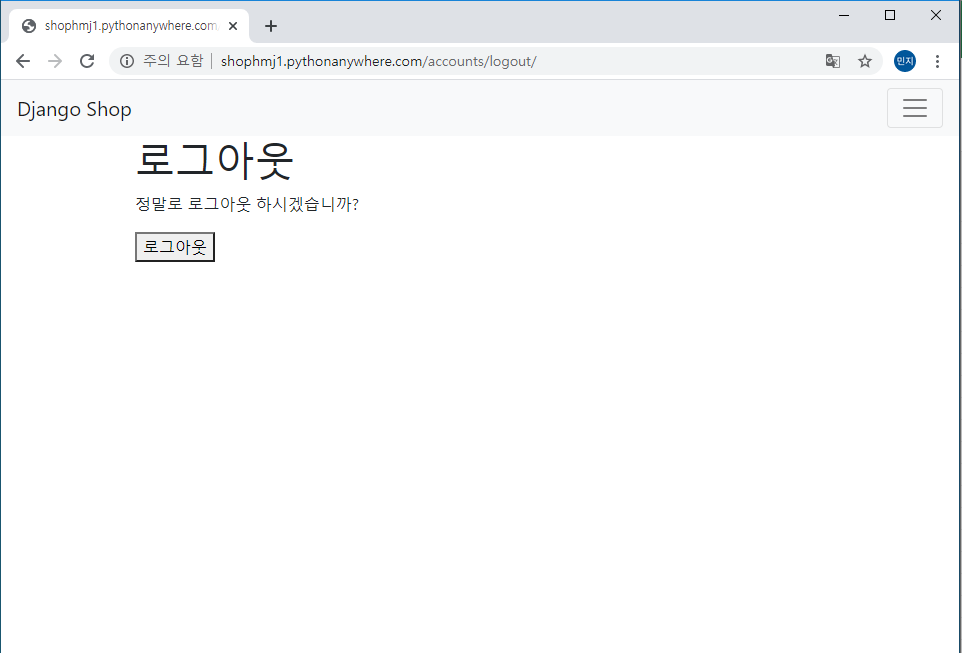 shophmj1.pythonanywhere.com
주의 요함 | shophmj1.pythonanywhere.com/accounts/logout/
민지
Django Shop
로그아웃
정말로 로그아웃 하시겠습니까?
로그아웃